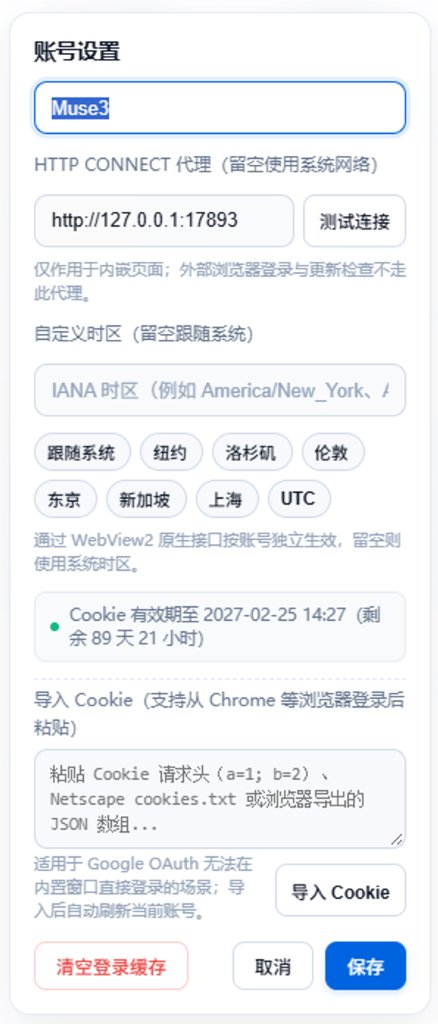 账号设置
Muse3
HTTP CONNECT 代理（留空使用系统网络）
http://127.0.0.1:17893
测试连接
仅作用于内嵌页面；外部浏览器登录与更新检查不走
此代理。
自定义时区（留空跟随系统）
IANA 时区（例如 America/New_York、
跟随系统
纽约
洛杉矶
伦敦
东京
新加坡
上海
UTC
通过 WebView2 原生接口按账号独立生效，留空则
使用系统时区。
Cookie 有效期至 2027-02-25 14:27（剩
余 89 天 21 小时）
导入 Cookie（支持从 Chrome 等浏览器登录后
粘贴）
粘贴 Cookie 请求头（a=1; b=2）、
Netscape cookies.txt 或浏览器导出的
JSON 数组...
适用于 Google OAuth 无法在
内置窗口直接登录的场景；导
入后自动刷新当前账号。
导入 Cookie
清空登录缓存
取消
保存